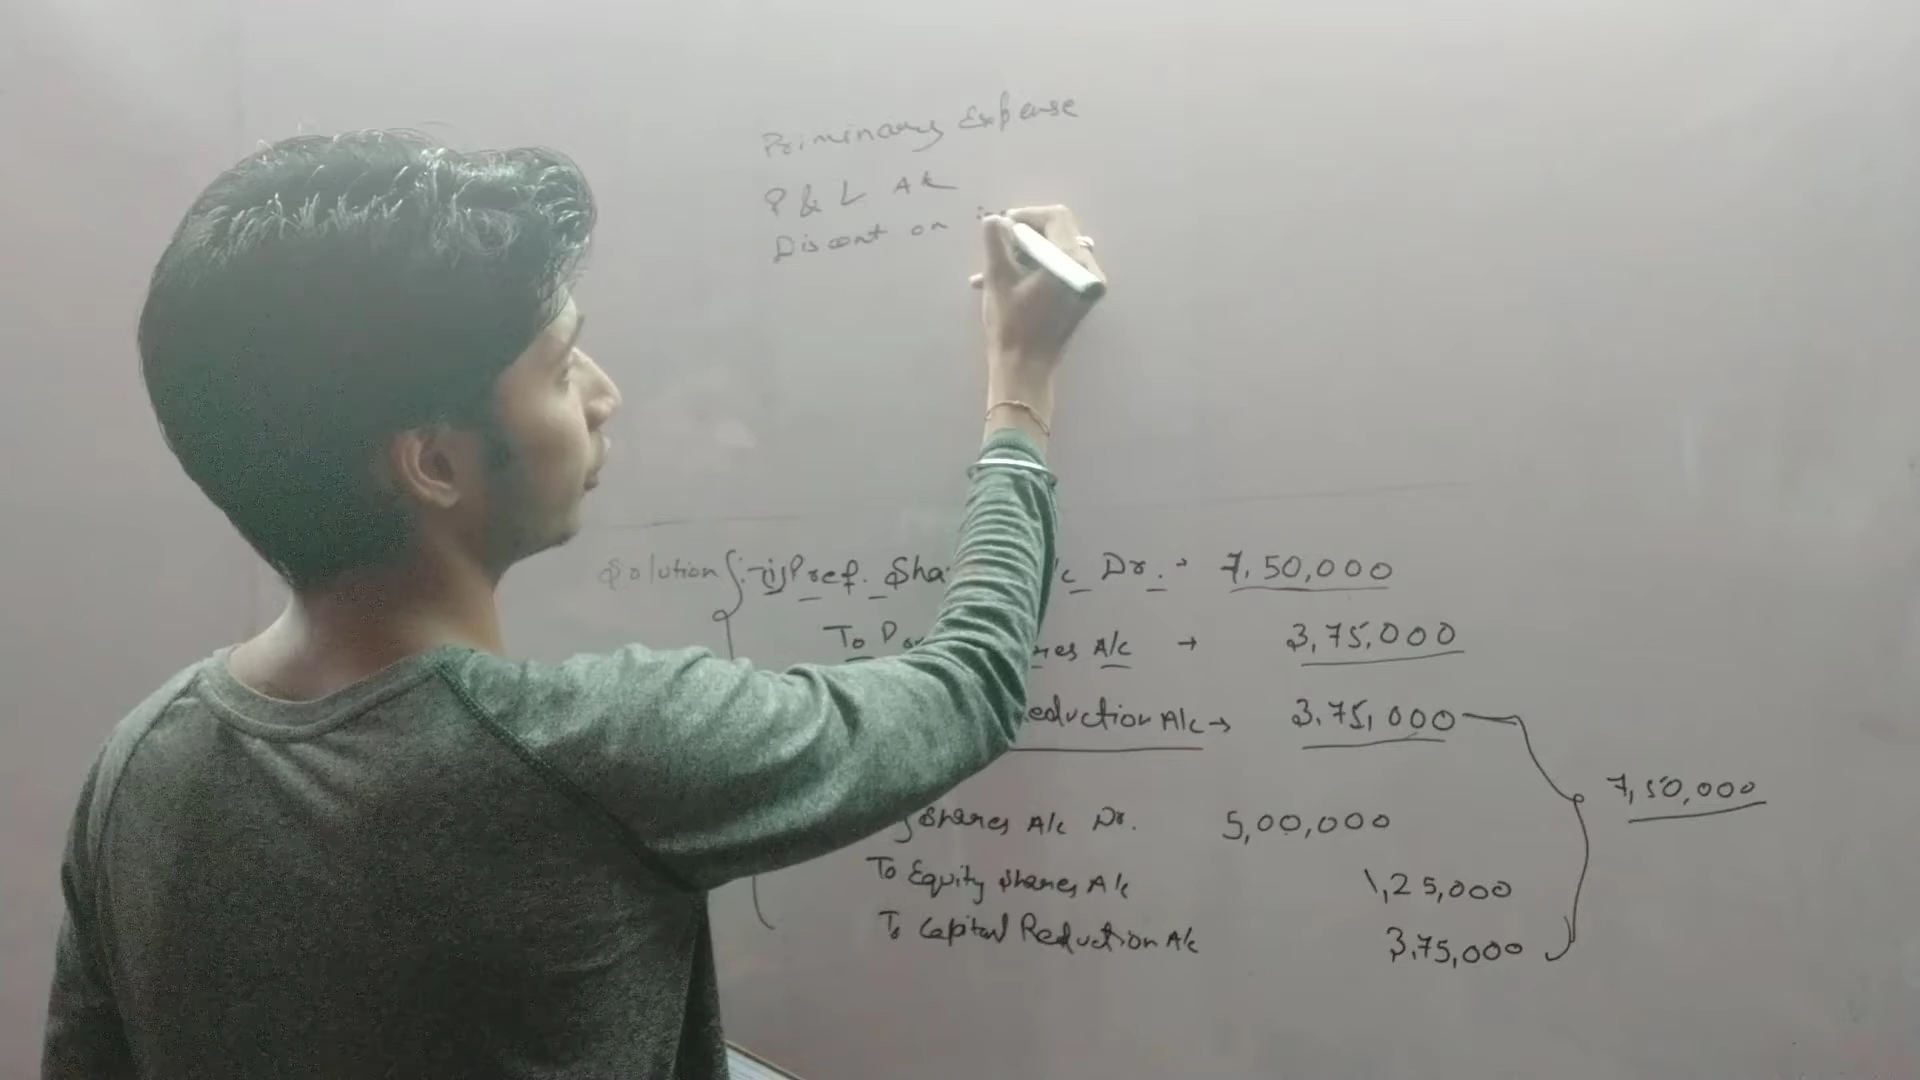 Priminary Expense
P & L A/c
Discont on
Solution :- i) Pref. Sha Dr. → 7,50,000
To res A/c → 3,75,000
eduction A/c → 3,75,000
7,50,000
y Shares A/c Dr. 5,00,000
To Equity Shares A/c 1,25,000
To Capital Reduction A/c 3,75,000